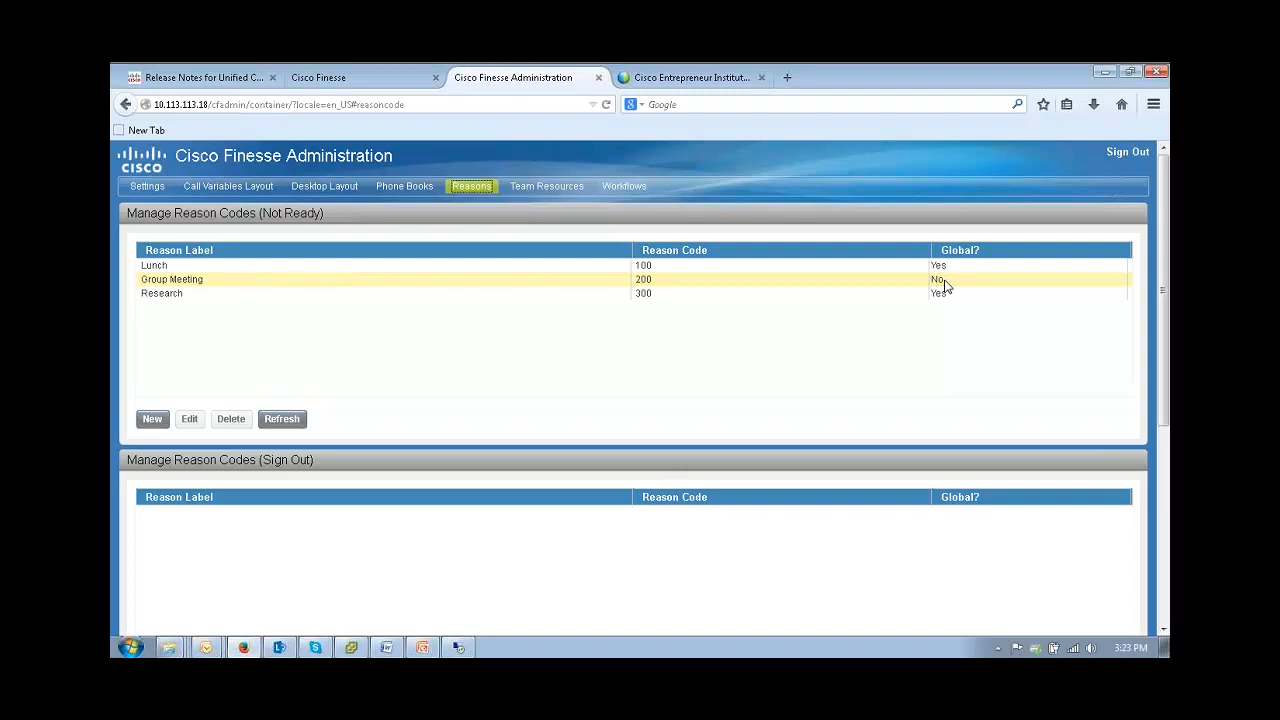 Release Notes for Unified C... Cisco Finesse Cisco Finesse Administration Cisco Entrepreneur Institut...
10.113.113.18/cfadmin/container/?locale=en_US#reasoncode Google
New Tab
CISCO Cisco Finesse Administration Sign Out
Settings Call Variables Layout Desktop Layout Phone Books Reasons Team Resources Workflows
Manage Reason Codes (Not Ready)
Reason Label Reason Code Global?
Lunch 100 Yes
Group Meeting 200 No
Research 300 Yes
New Edit Delete Refresh
Manage Reason Codes (Sign Out)
Reason Label Reason Code Global?
3:23 PM